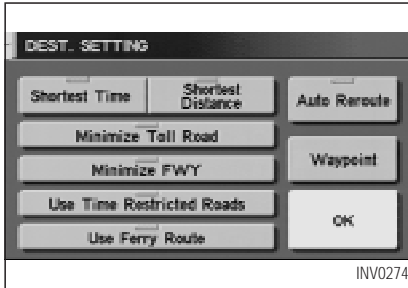 DEST. SETTING
Shortest Time
Shortest
Distance
Auto Reroute
Minimize Toll Road
Minimize FWY
Waypoint
Use Time Restricted Roads
Use Ferry Route
OK
INV0274